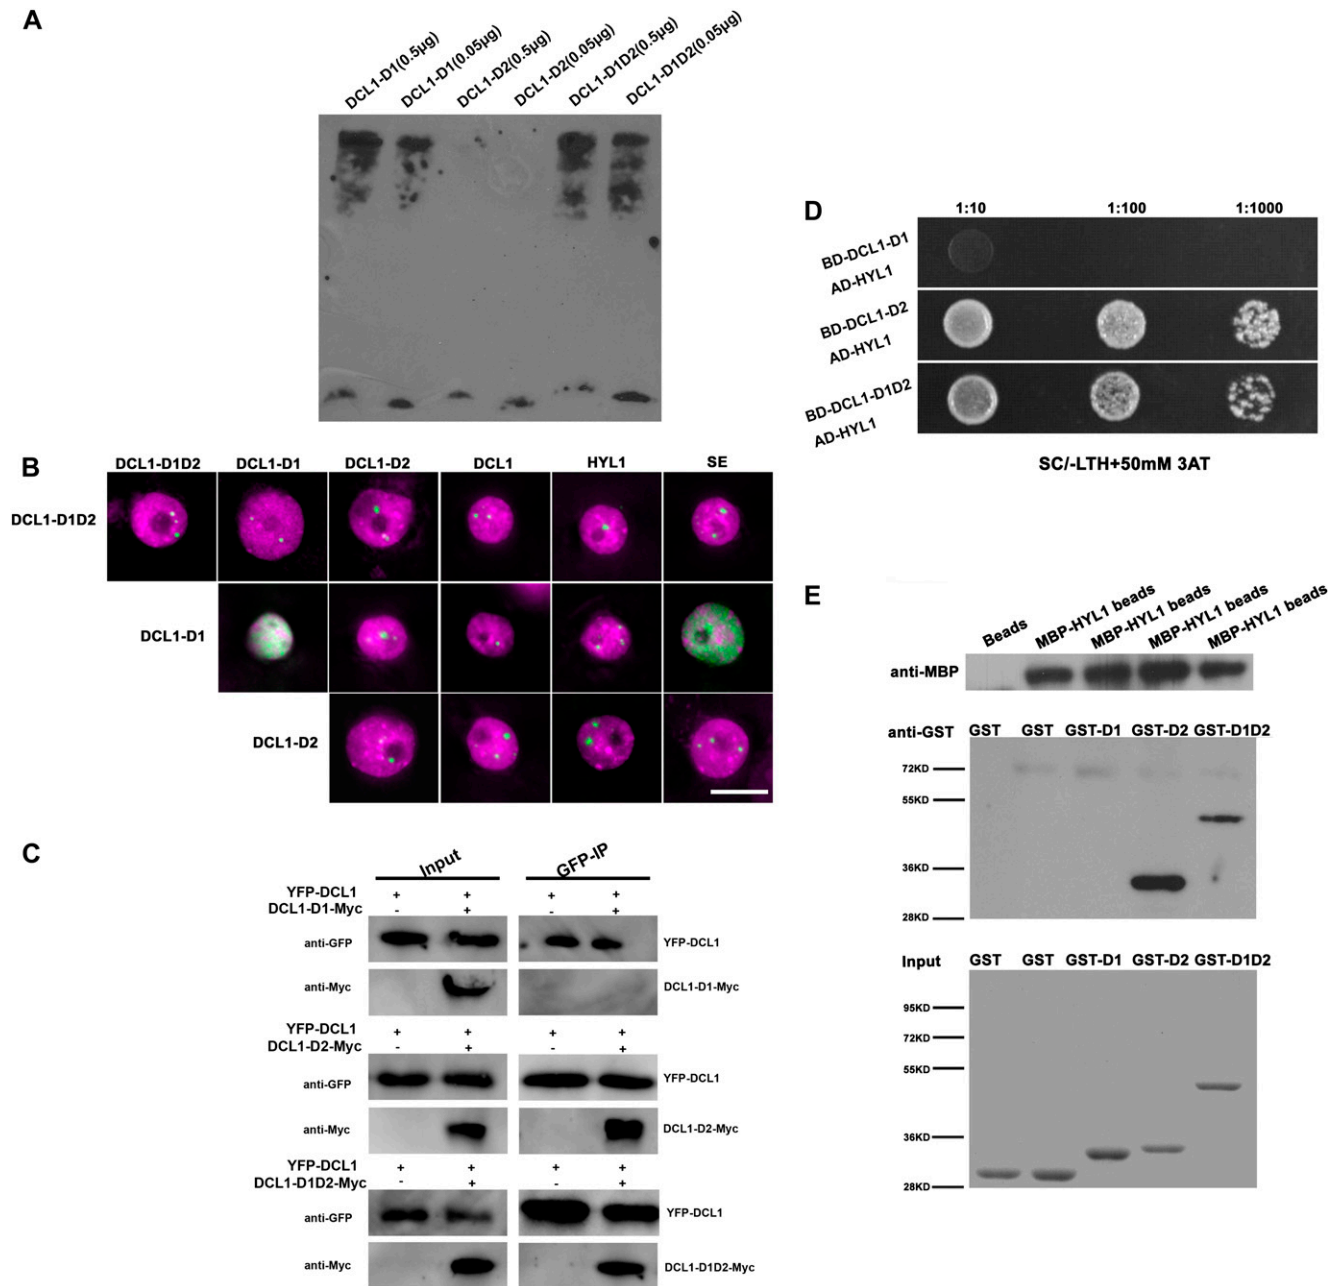 A
DCL1-D1(0.5μg)
DCL1-D1(0.05μg)
DCL1-D2(0.5μg)
DCL1-D2(0.05μg)
DCL1-D1D2(0.5μg)
DCL1-D1D2(0.05μg)
B
DCL1-D1D2 DCL1-D1 DCL1-D2 DCL1 HYL1 SE
DCL1-D1D2
DCL1-D1
DCL1-D2
C
Input GFP-IP
YFP-DCL1 + + + +
DCL1-D1-Myc - + - +
anti-GFP YFP-DCL1
anti-Myc DCL1-D1-Myc
YFP-DCL1 + + + +
DCL1-D2-Myc - + - +
anti-GFP YFP-DCL1
anti-Myc DCL1-D2-Myc
YFP-DCL1 + + + +
DCL1-D1D2-Myc - + - +
anti-GFP YFP-DCL1
anti-Myc DCL1-D1D2-Myc
D
1:10 1:100 1:1000
BD-DCL1-D1
AD-HYL1
BD-DCL1-D2
AD-HYL1
BD-DCL1-D1D2
AD-HYL1
SC/-LTH+50mM 3AT
E
Beads
MBP-HYL1 beads
MBP-HYL1 beads
MBP-HYL1 beads
MBP-HYL1 beads
anti-MBP
anti-GST GST GST GST-D1 GST-D2 GST-D1D2
72KD
55KD
36KD
28KD
Input GST GST GST-D1 GST-D2 GST-D1D2
95KD
72KD
55KD
36KD
28KD